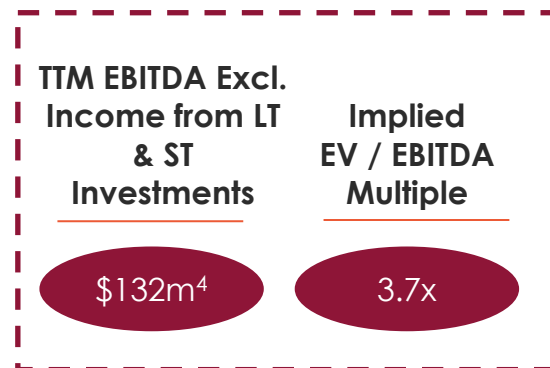 TTM EBITDA Excl.
Income from LT
& ST
Investments
Implied
EV / EBITDA
Multiple
$132m⁴
3.7x